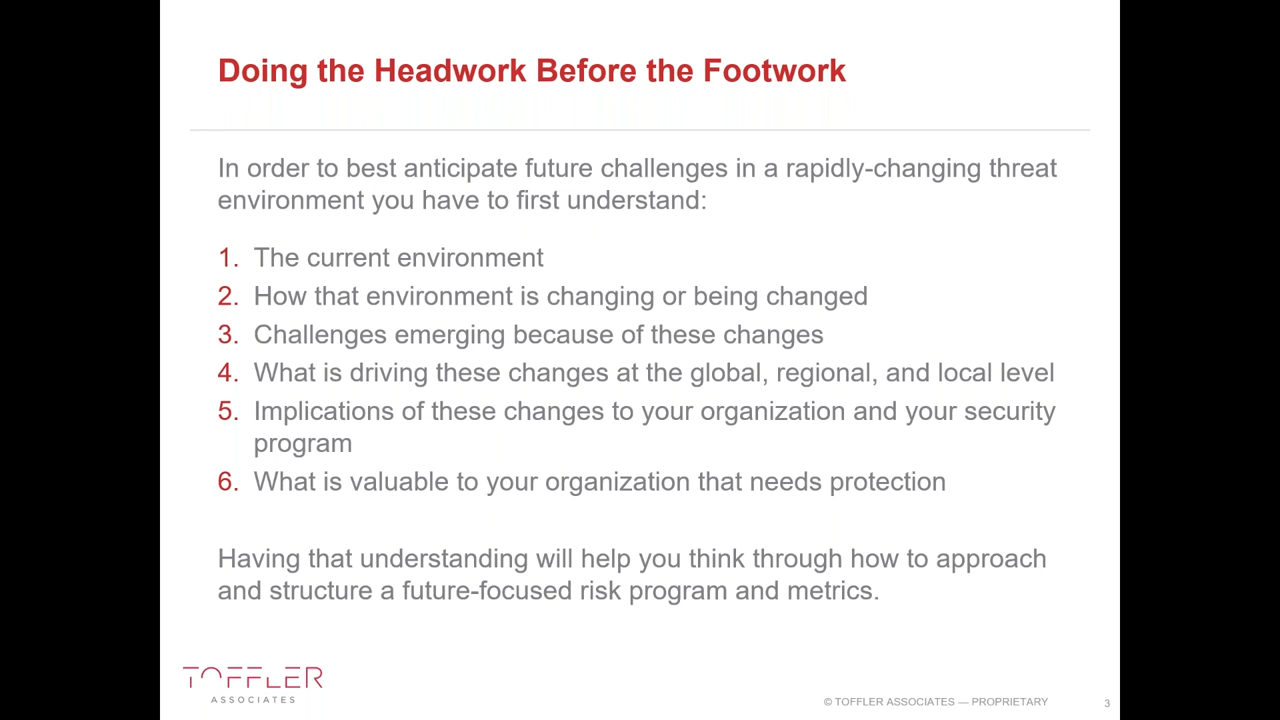 Doing the Headwork Before the Footwork
In order to best anticipate future challenges in a rapidly-changing threat
environment you have to first understand:
1. The current environment
2. How that environment is changing or being changed
3. Challenges emerging because of these changes
4. What is driving these changes at the global, regional, and local level
5. Implications of these changes to your organization and your security
program
6. What is valuable to your organization that needs protection
Having that understanding will help you think through how to approach
and structure a future-focused risk program and metrics.
TOFFLER
ASSOCIATES
© TOFFLER ASSOCIATES — PROPRIETARY
3